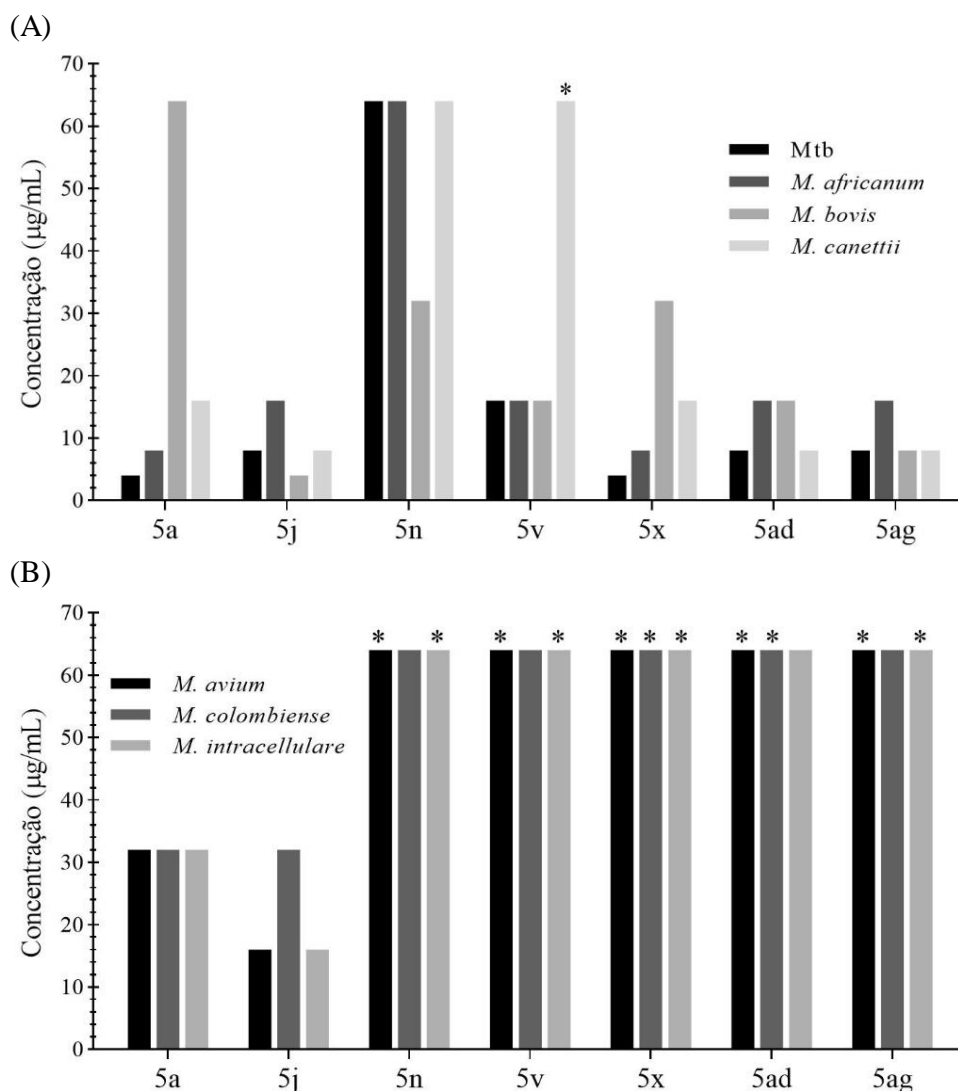 (A)
70
60
50
40
30
20
10
0
Concentração (µg/mL)
*
Mtb
M. africanum
M. bovis
M. canettii
5a 5j 5n 5v 5x 5ad 5ag
(B)
70
60
50
40
30
20
10
0
Concentração (µg/mL)
* * * * * * * * * * *
M. avium
M. colombiense
M. intracellulare
5a 5j 5n 5v 5x 5ad 5ag